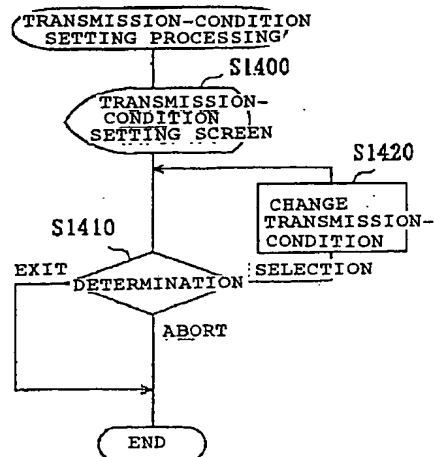 'TRANSMISSION-CONDITION
SETTING PROCESSING'
S1400
TRANSMISSION-
CONDITION
SETTING SCREEN
S1420
CHANGE
TRANSMISSION-
CONDITION
S1410
EXIT
DETERMINATION
SELECTION
ABORT
END